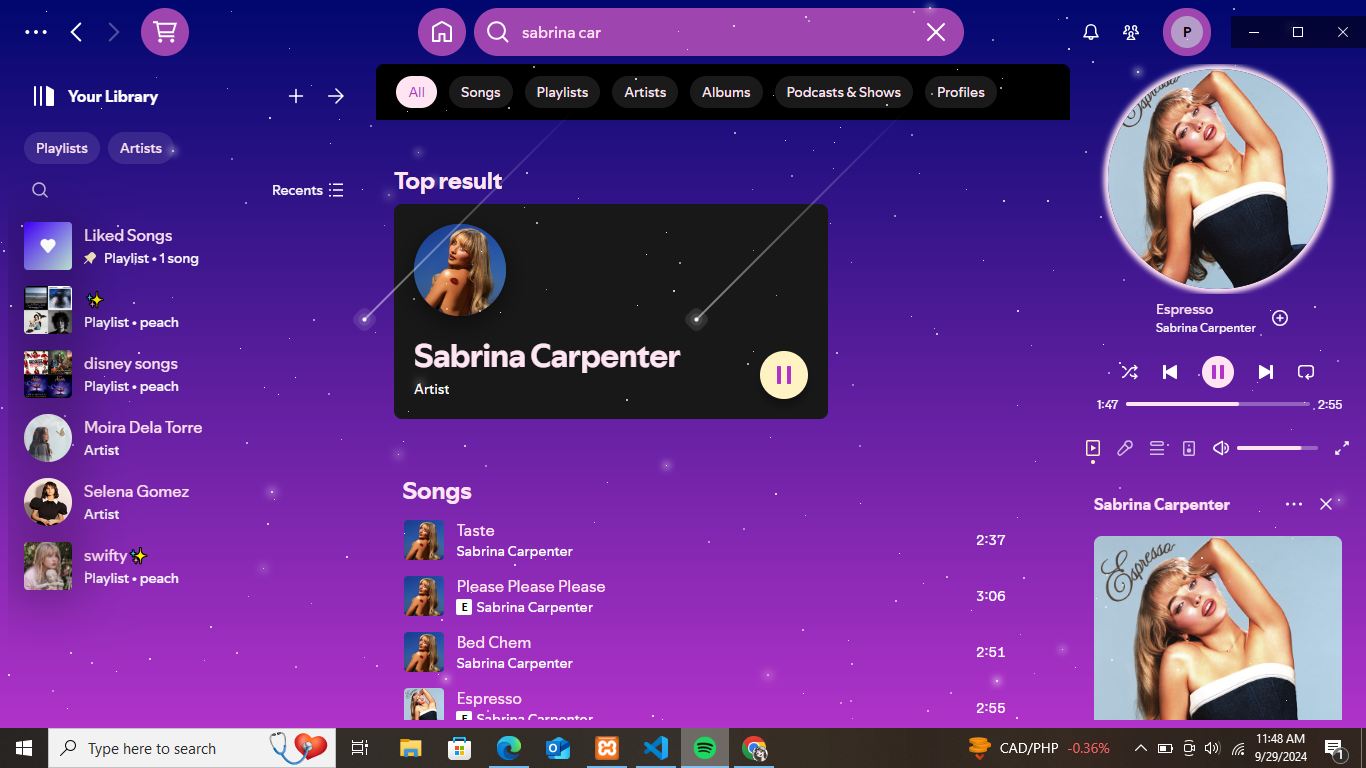 sabrina car
P
Your Library
Playlists
Artists
Recents
Liked Songs
Playlist • 1 song
✨
Playlist • peach
disney songs
Playlist • peach
Moira Dela Torre
Artist
Selena Gomez
Artist
swifty✨
Playlist • peach
All
Songs
Playlists
Artists
Albums
Podcasts & Shows
Profiles
Top result
Sabrina Carpenter
Artist
Songs
Taste
Sabrina Carpenter
2:37
Please Please Please
E Sabrina Carpenter
3:06
Bed Chem
Sabrina Carpenter
2:51
Espresso
E Sabrina Carpenter
2:55
Espresso
Espresso
Sabrina Carpenter
1:47
2:55
Sabrina Carpenter
Espresso
Type here to search
CAD/PHP -0.36%
11:48 AM
9/29/2024
1